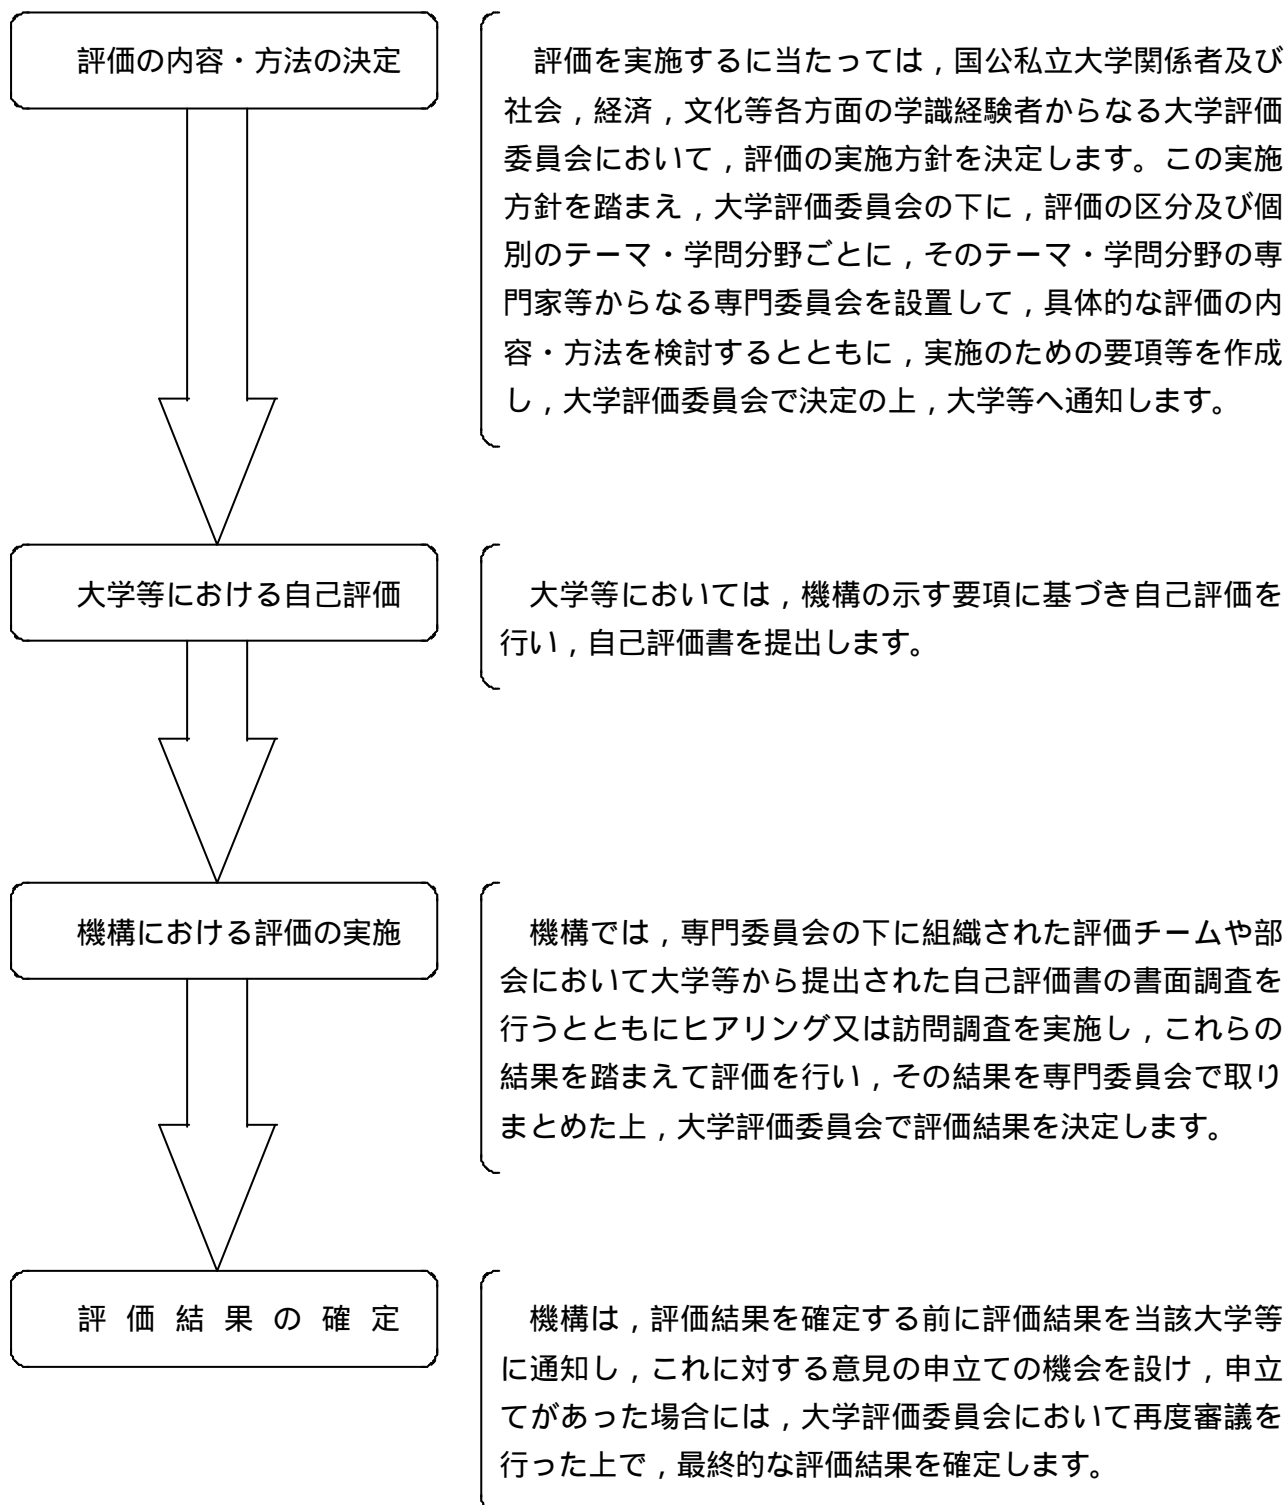 評価の内容・方法の決定
評価を実施するに当たっては，国公私立大学関係者及び
社会，経済，文化等各方面の学識経験者からなる大学評価
委員会において，評価の実施方針を決定します。この実施
方針を踏まえ，大学評価委員会の下に，評価の区分及び個
別のテーマ・学問分野ごとに，そのテーマ・学問分野の専
門家等からなる専門委員会を設置して，具体的な評価の内
容・方法を検討するとともに，実施のための要項等を作成
し，大学評価委員会で決定の上，大学等へ通知します。
大学等における自己評価
大学等においては，機構の示す要項に基づき自己評価を
行い，自己評価書を提出します。
機構における評価の実施
機構では，専門委員会の下に組織された評価チームや部
会において大学等から提出された自己評価書の書面調査を
行うとともにヒアリング又は訪問調査を実施し，これらの
結果を踏まえて評価を行い，その結果を専門委員会で取り
まとめた上，大学評価委員会で評価結果を決定します。
評価結果の確定
機構は，評価結果を確定する前に評価結果を当該大学等
に通知し，これに対する意見の申立ての機会を設け，申立
てがあった場合には，大学評価委員会において再度審議を
行った上で，最終的な評価結果を確定します。